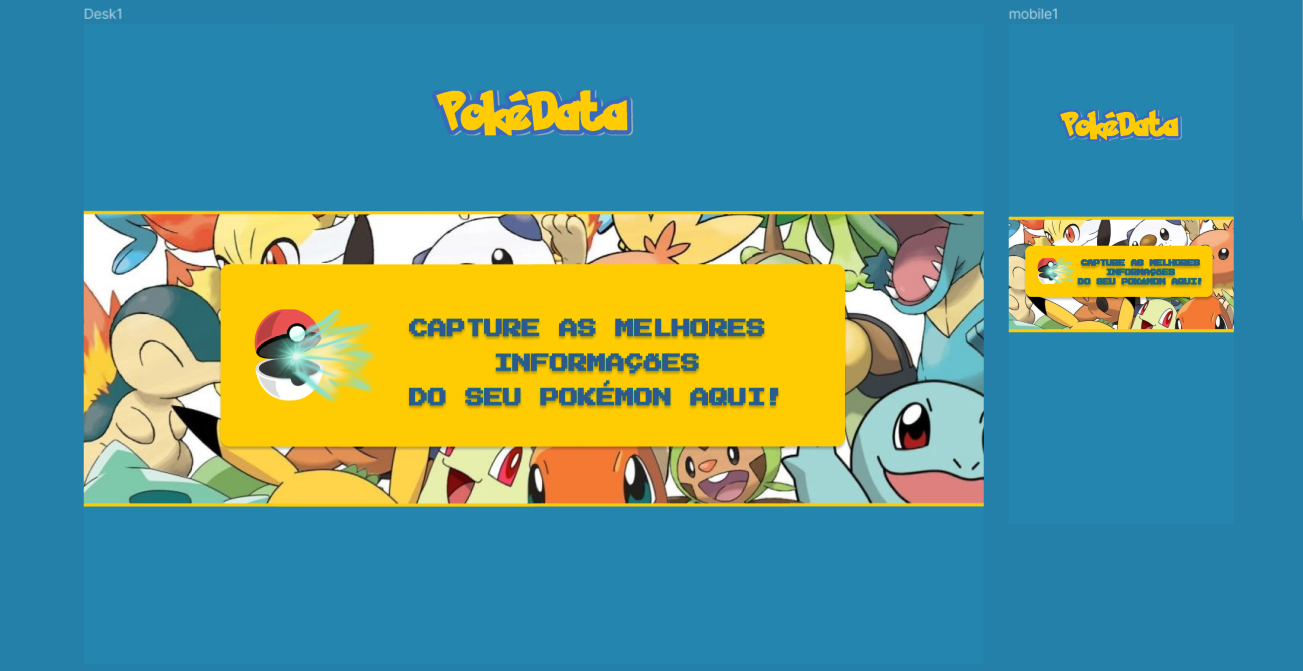 Desk1
PokéData
CAPTURE AS MELHORES
INFORMAÇÕES
DO SEU POKÉMON AQUI!
mobile1
PokéData
CAPTURE AS MELHORES
INFORMAÇÕES
DO SEU POKÉMON AQUI!